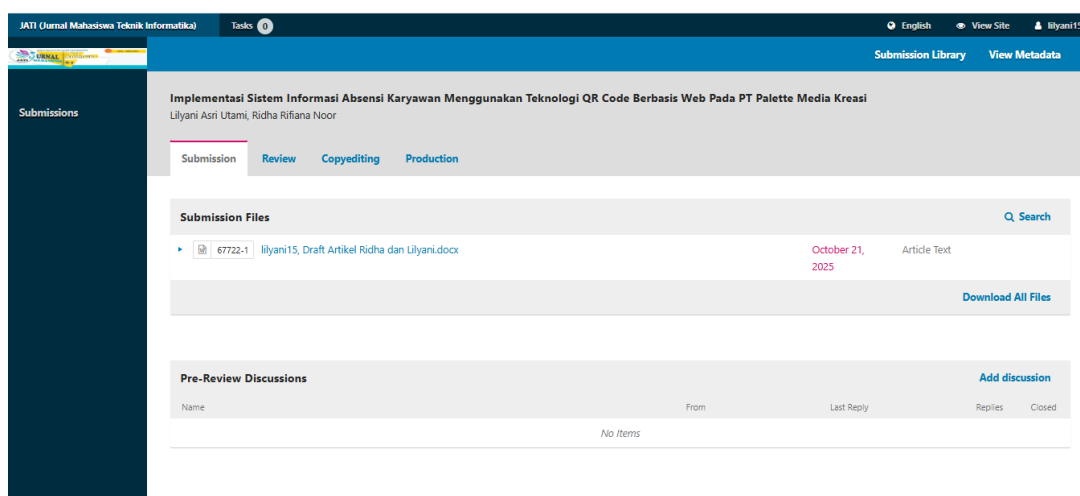 JATI (Jurnal Mahasiswa Teknik Informatika) Tasks 0 English View Site lilyani15
Submission Library View Metadata
Submissions
Implementasi Sistem Informasi Absensi Karyawan Menggunakan Teknologi QR Code Berbasis Web Pada PT Palette Media Kreasi
Lilyani Asri Utami, Ridha Rifiana Noor
Submission Review Copyediting Production
Submission Files Search
67722-1 lilyani15, Draft Artikel Ridha dan Lilyani.docx October 21, Article Text
2025
Download All Files
Pre-Review Discussions Add discussion
Name From Last Reply Replies Closed
No Items